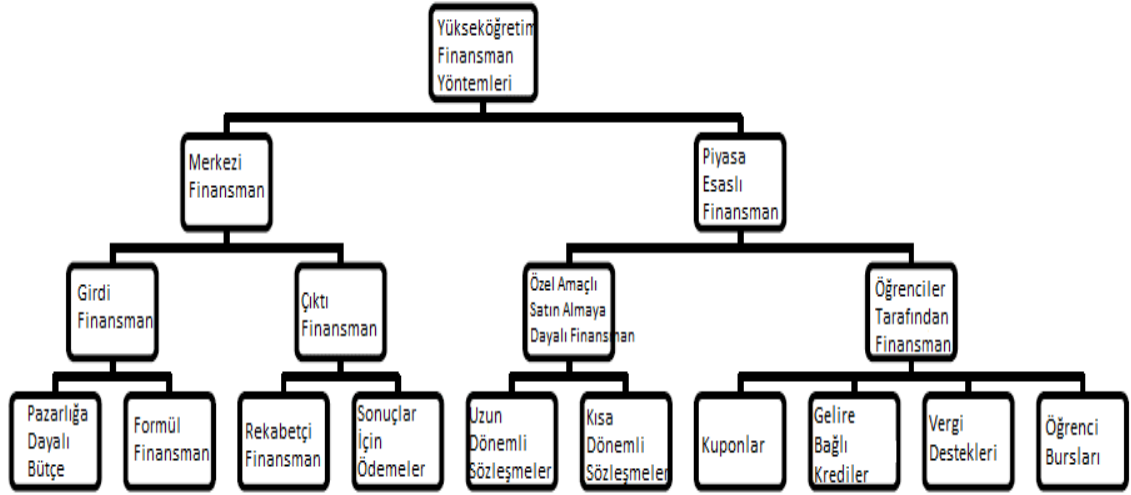 Yükseköğretim
Finansman
Yöntemleri
Merkezi
Finansman
Piyasa
Esaslı
Finansman
Girdi
Finansman
Çıktı
Finansman
Özel Amaçlı
Satın Almaya
Dayalı Finansman
Öğrenciler
Tarafından
Finansman
Pazarlığa
Dayalı
Bütçe
Formül
Finansman
Rekabetçi
Finansman
Sonuçlar
İçin
Ödemeler
Uzun
Dönemli
Sözleşmeler
Kısa
Dönemli
Sözleşmeler
Kuponlar
Gelire
Bağlı
Krediler
Vergi
Destekleri
Öğrenci
Bursları